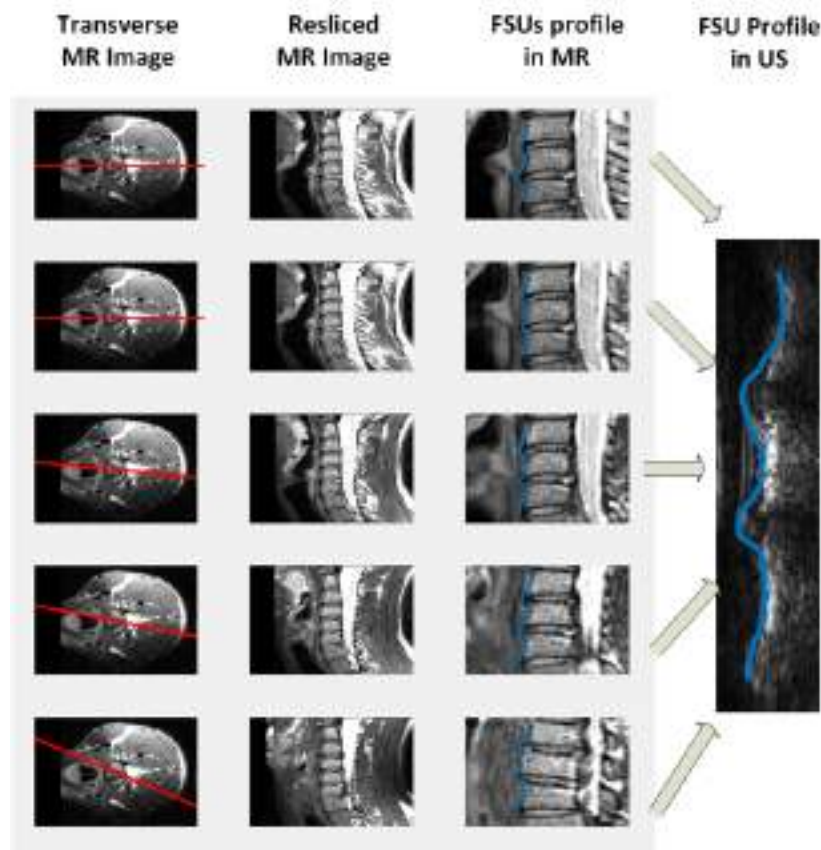 Transverse
MR Image
Resliced
MR Image
FSUs profile
in MR
FSU Profile
in US